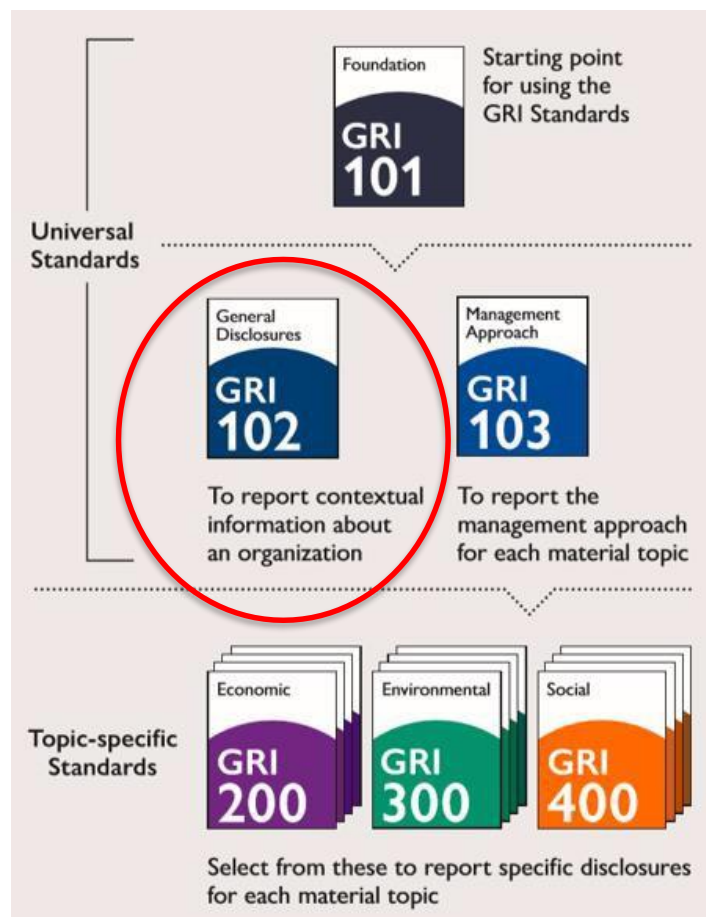 Foundation
GRI
101
Starting point
for using the
GRI Standards
Universal
Standards
General
Disclosures
GRI
102
To report contextual
information about
an organization
Management
Approach
GRI
103
To report the
management approach
for each material topic
Topic-specific
Standards
Economic
GRI
200
Environmental
GRI
300
Social
GRI
400
Select from these to report specific disclosures
for each material topic